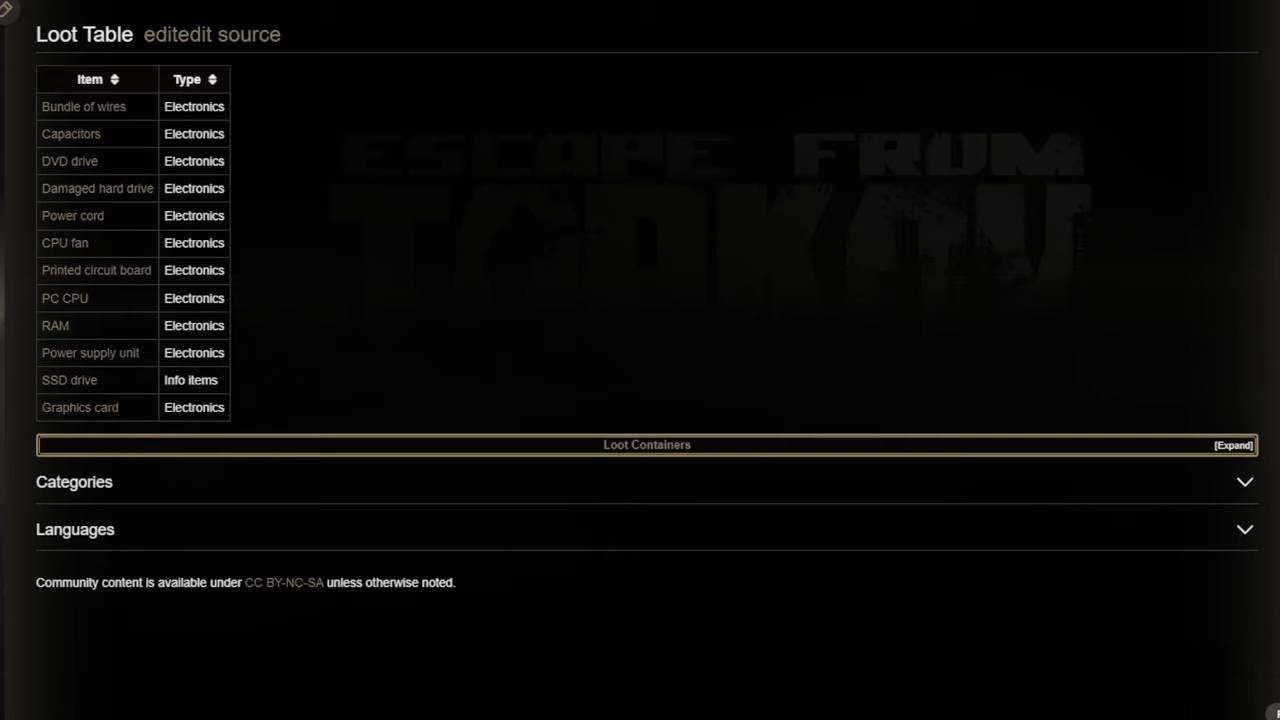 Loot Table editedit source
Item Type
Bundle of wires Electronics
Capacitors Electronics
DVD drive Electronics
Damaged hard drive Electronics
Power cord Electronics
CPU fan Electronics
Printed circuit board Electronics
PC CPU Electronics
RAM Electronics
Power supply unit Electronics
SSD drive Info items
Graphics card Electronics
ESCAPE FROM
TARKOV
Loot Containers [Expand]
Categories
Languages
Community content is available under CC BY-NC-SA unless otherwise noted.